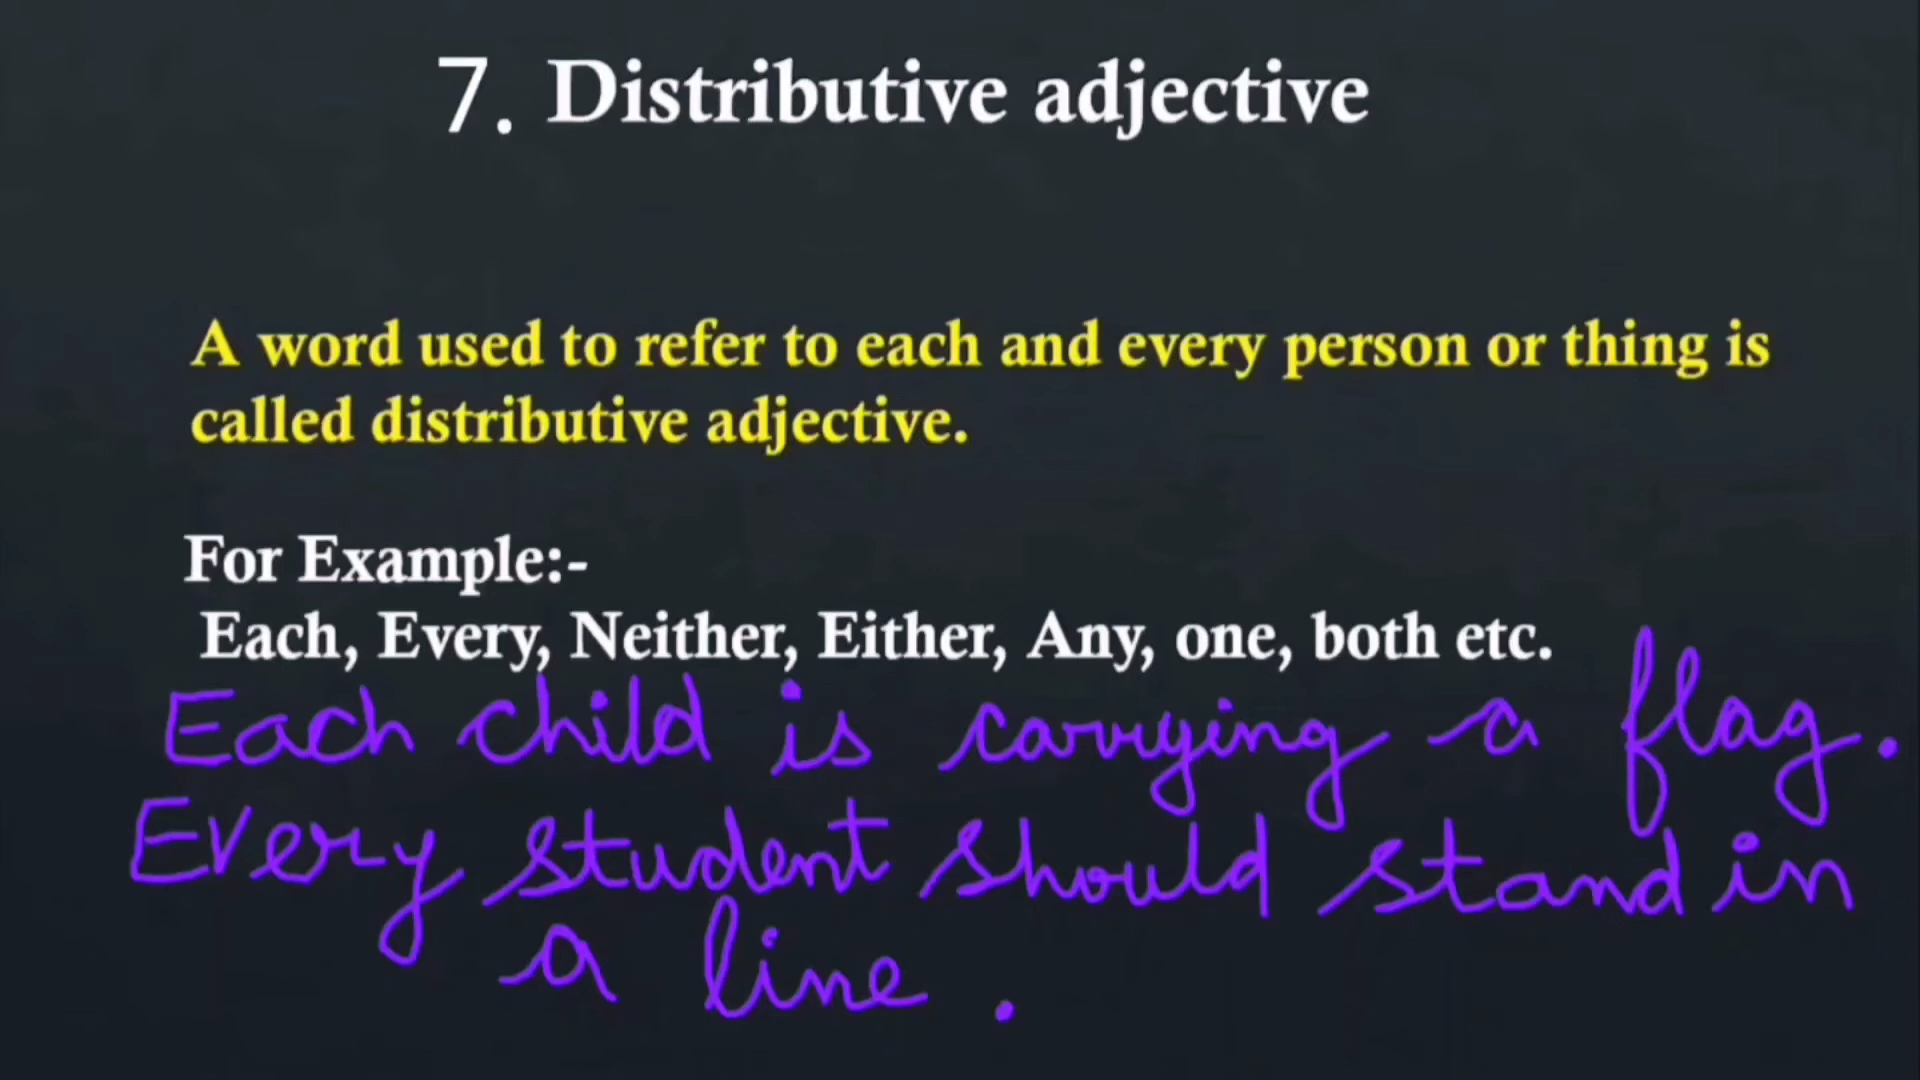 7. Distributive adjective
A word used to refer to each and every person or thing is
called distributive adjective.
For Example:-
Each, Every, Neither, Either, Any, one, both etc.
Each child is carrying a flag.
Every student should stand in
a line.